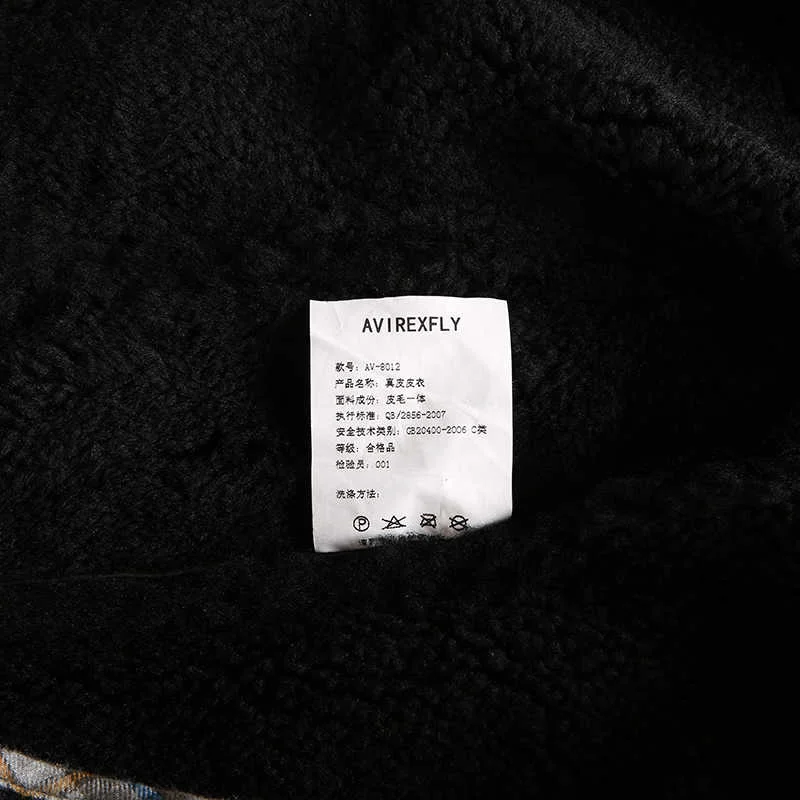 AVIREXFLY
款号: AV-8012
产品名称: 真皮皮衣
面料成份: 皮毛一体
执行标准: QB/2856-2007
安全技术类别: GB20400-2006 C类
等级: 合格品
检验员: 001
洗涤方法:
P